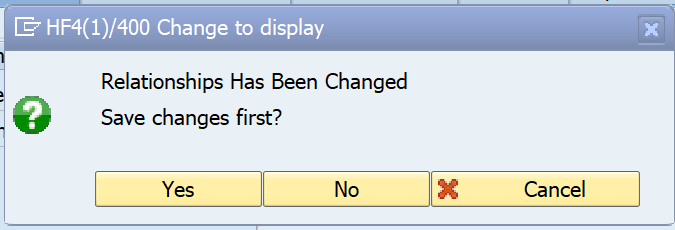 HF4(1)/400 Change to display
Relationships Has Been Changed
Save changes first?
Yes No Cancel